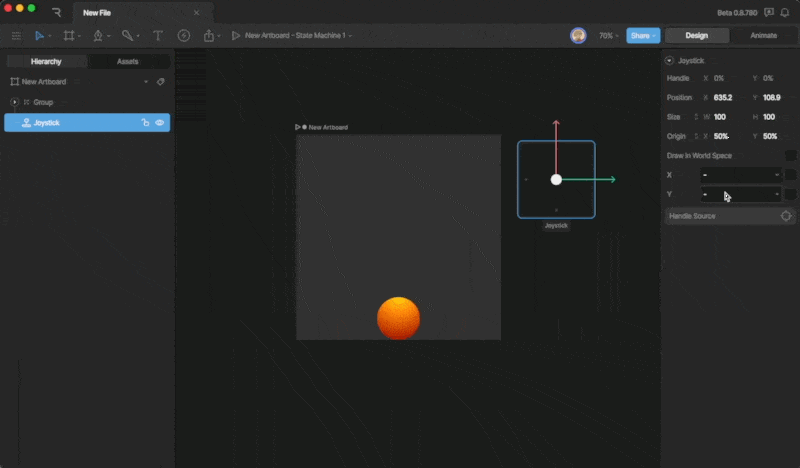 New File
Beta 0.8.780
New Artboard - State Machine 1
70%
Share
Design
Animate
Hierarchy
Assets
New Artboard
Group
Joystick
New Artboard
Joystick
Joystick
Handle X 0% Y 0%
Position X 635.2 Y 108.9
Size W 100 H 100
Origin X 50% Y 50%
Draw In World Space
X -
Y -
Handle Source